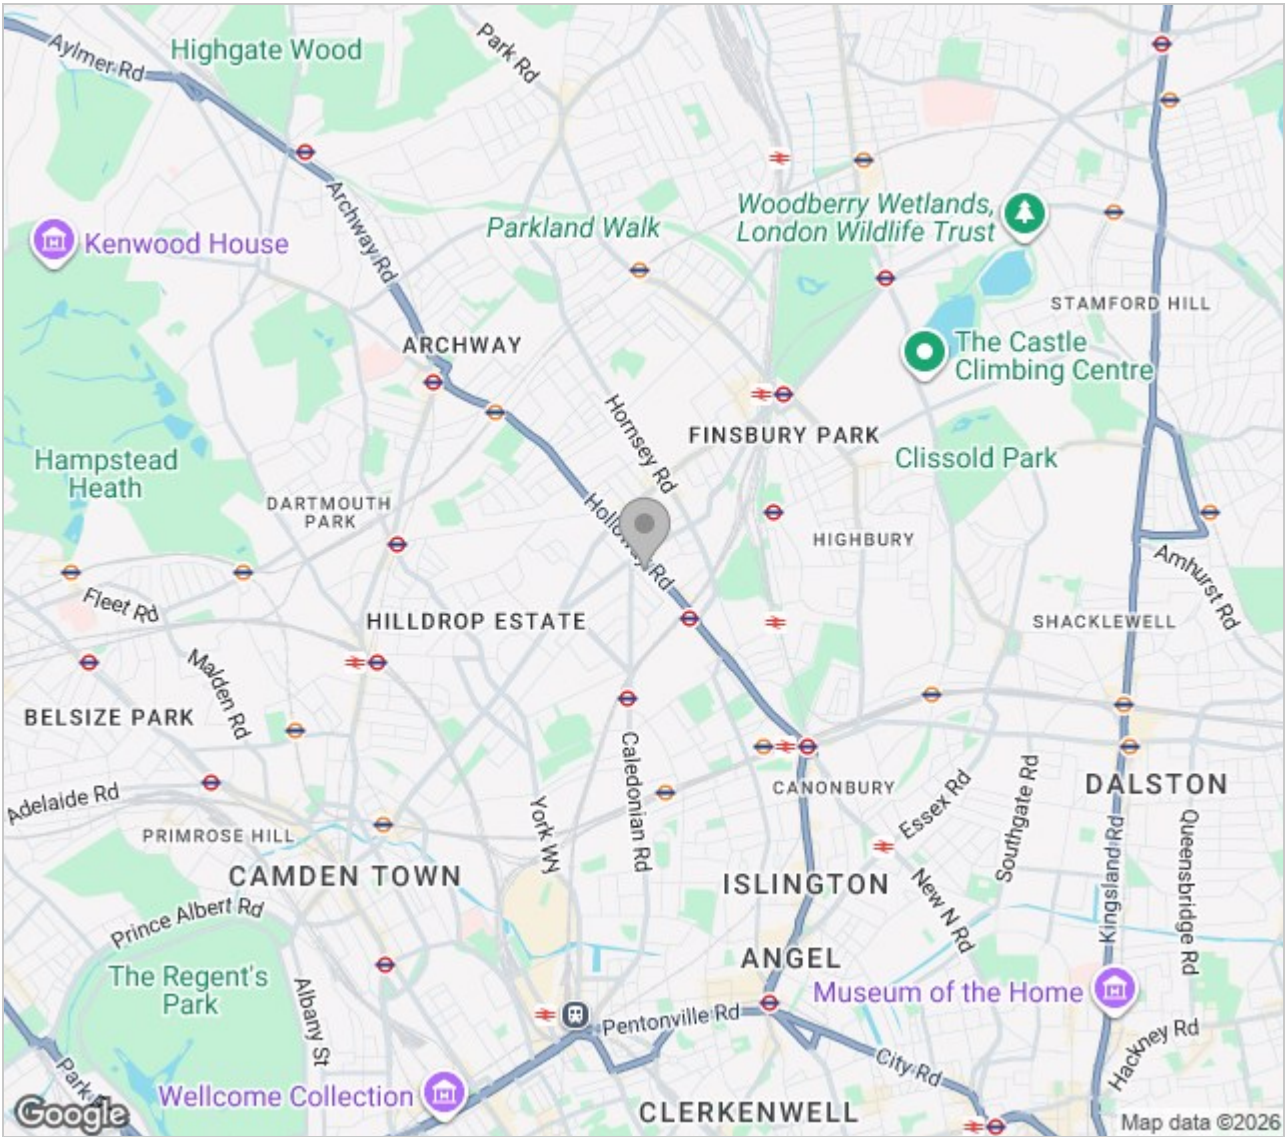 Aylmer Rd
Highgate Wood
Park Rd
Archway Rd
Kenwood House
Parkland Walk
Woodberry Wetlands,
London Wildlife Trust
STAMFORD HILL
ARCHWAY
The Castle
Climbing Centre
Hornsey Rd
FINSBURY PARK
Hampstead
Heath
Clissold Park
DARTMOUTH
PARK
Holloway Rd
HIGHBURY
Amhurst Rd
Fleet Rd
HILLDROP ESTATE
SHACKLEWELL
Malden Rd
BELSIZE PARK
Caledonian Rd
Southgate Rd
CANONBURY
DALSTON
Adelaide Rd
York Wy
Essex Rd
Queensbridge Rd
PRIMROSE HILL
CAMDEN TOWN
ISLINGTON
Kingsland Rd
New N Rd
Prince Albert Rd
ANGEL
The Regent's
Park
Albany St
Museum of the Home
Pentonville Rd
City Rd
Hackney Rd
Park
Wellcome Collection
CLERKENWELL
Google
Map data ©2026